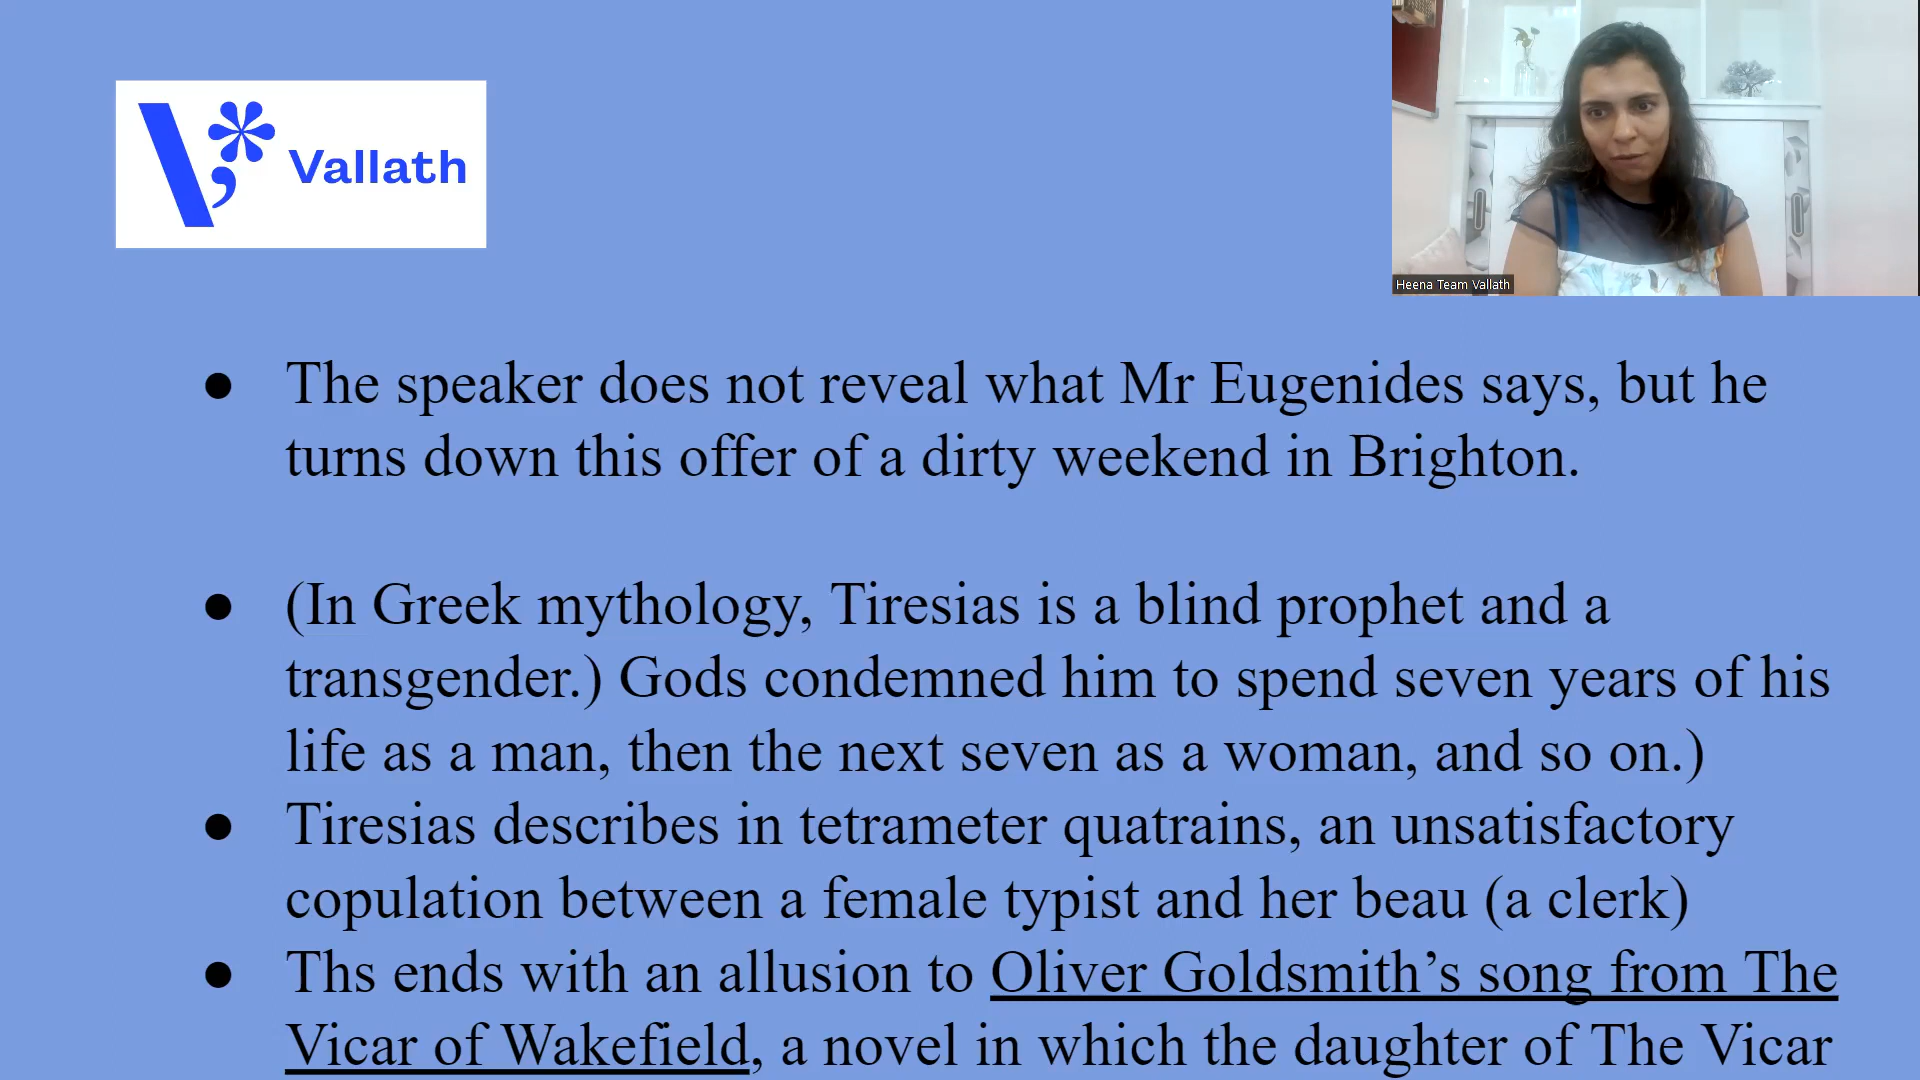 Vallath
Heena Team Vallath
The speaker does not reveal what Mr Eugenides says, but he
turns down this offer of a dirty weekend in Brighton.
(In Greek mythology, Tiresias is a blind prophet and a
transgender.) Gods condemned him to spend seven years of his
life as a man, then the next seven as a woman, and so on.)
Tiresias describes in tetrameter quatrains, an unsatisfactory
copulation between a female typist and her beau (a clerk)
Ths ends with an allusion to Oliver Goldsmith’s song from The
Vicar of Wakefield, a novel in which the daughter of The Vicar